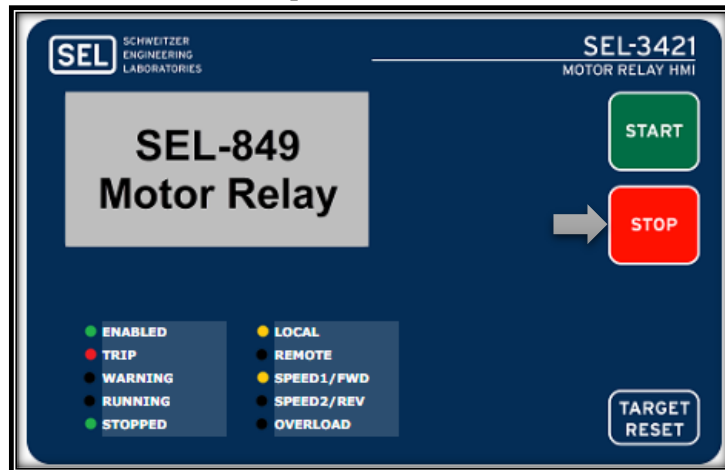 SEL
SCHWEITZER
ENGINEERING
LABORATORIES
SEL-3421
MOTOR RELAY HMI
SEL-849
Motor Relay
START
STOP
ENABLED
TRIP
WARNING
RUNNING
STOPPED
LOCAL
REMOTE
SPEED1/FWD
SPEED2/REV
OVERLOAD
TARGET
RESET